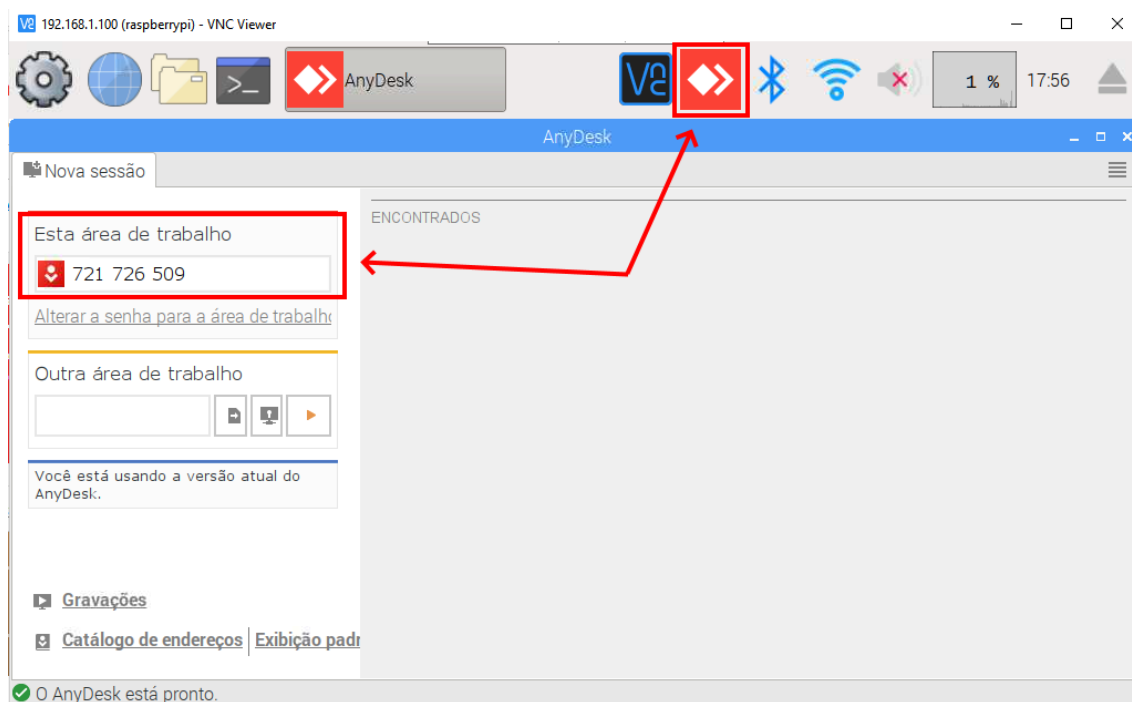 192.168.1.100 (raspberrypi) - VNC Viewer
AnyDesk
1 %
17:56
AnyDesk
Nova sessão
Esta área de trabalho
721 726 509
Alterar a senha para a área de trabalho
Outra área de trabalho
Você está usando a versão atual do
AnyDesk.
Gravações
Catálogo de endereços
Exibição padr
ENCONTRADOS
O AnyDesk está pronto.